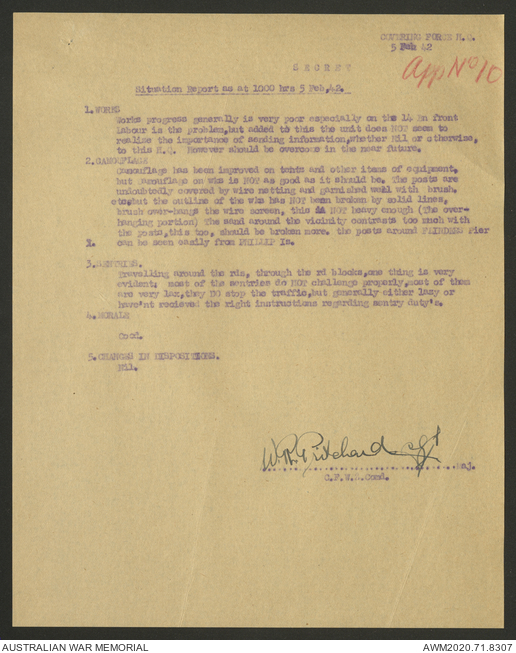 COVERING FORCE H.Q.
5 Feb 42
App No 10
S E C R E T
Situation Report as at 1000 hrs 5 Feb,42.
1.WORKS
Works progress generally is very poor especially on the 14 Bn front
Labour is the problem,but added to this the unit does NOT seem to
realize the importance of sending information,whether Nil or otherwise,
to this H.Q. However should be overcome in the near future.
2.CAMOUFLAGE
Camouflage has been improved on tents and other items of equipment,
but camouflage on wks is NOT as good as it should be. The posts are
undoubtedly covered by wire netting and garnished well with brush.
etc,but the outline of the wks has NOT been broken by solid lines,
brush over-hangs the wire screen, this is NOT heavy enough (The over-
hanging portion) The sand around the vicinity contrasts too much with
the posts,this too, should be broken more. the posts around FLINDERS Pier
can be seen easily from PHILLIP Is.
3.SENTRIES.
Travelling around the rds, through the rd blocks,one thing is very
evident; most of the sentries do NOT challenge properly,most of them
are very lax,they DO stop the traffic,but generally either lazy or
have'nt recieved the right instructions regarding sentry duty's.
4.MORALE
Good.
5.CHANGES IN DISPOSITIONS.
Nil.
W.R. Pritchard
Maj.
C.F.W.L.Comd.
AUSTRALIAN WAR MEMORIAL
AWM2020.71.8307